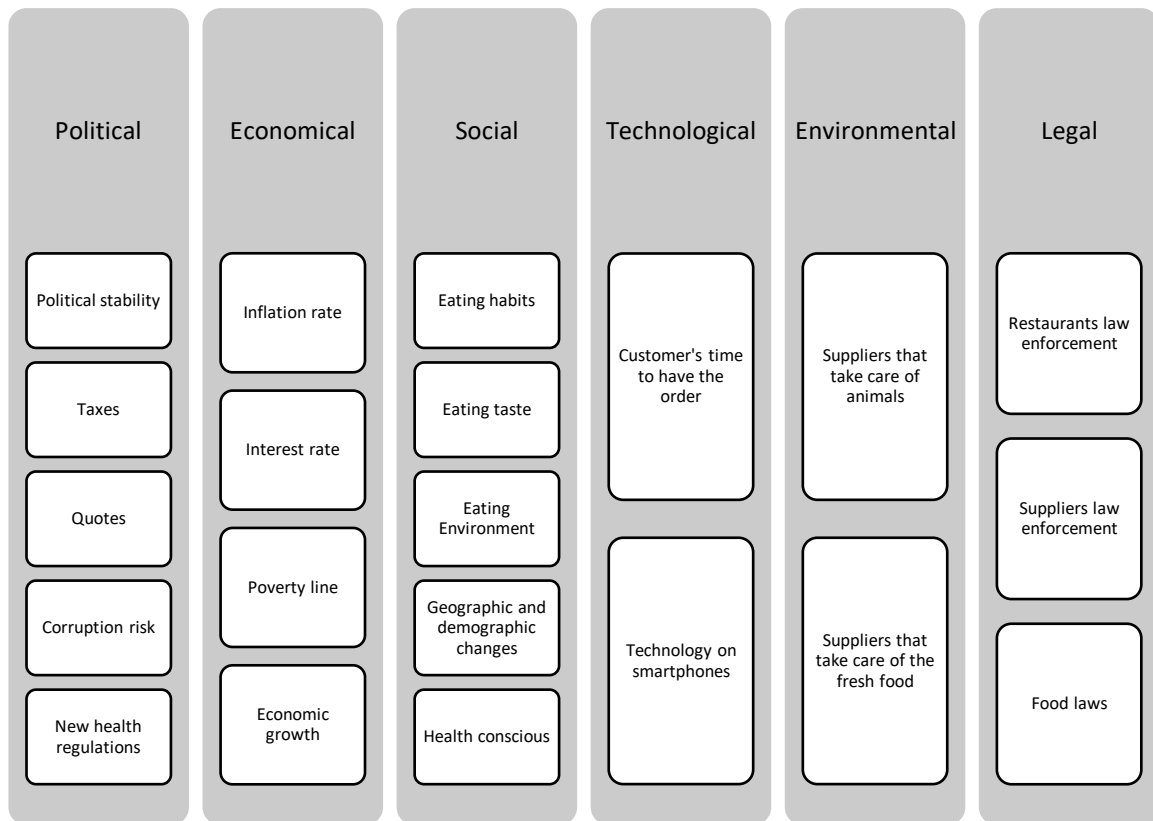 Political
Economical
Social
Technological
Environmental
Legal
Political stability
Taxes
Quotes
Corruption risk
New health
regulations
Inflation rate
Interest rate
Poverty line
Economic
growth
Eating habits
Eating taste
Eating
Environment
Geographic and
demographic
changes
Health conscious
Customer's time
to have the
order
Technology on
smartphones
Suppliers that
take care of
animals
Suppliers that
take care of the
fresh food
Restaurants law
enforcement
Suppliers law
enforcement
Food laws